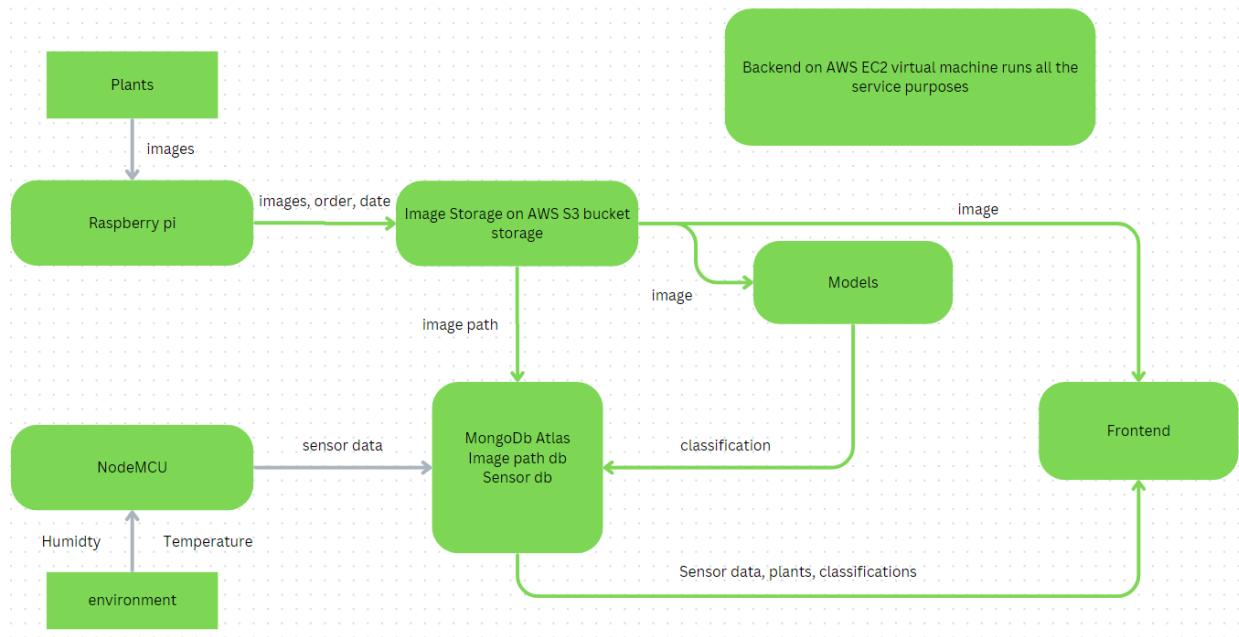 Backend on AWS EC2 virtual machine runs all the
service purposes
Plants
images
Raspberry pi
images, order, date
Image Storage on AWS S3 bucket
storage
image
image
Models
image path
MongoDb Atlas
Image path db
Sensor db
classification
Frontend
NodeMCU
sensor data
Humidty
Temperature
environment
Sensor data, plants, classifications